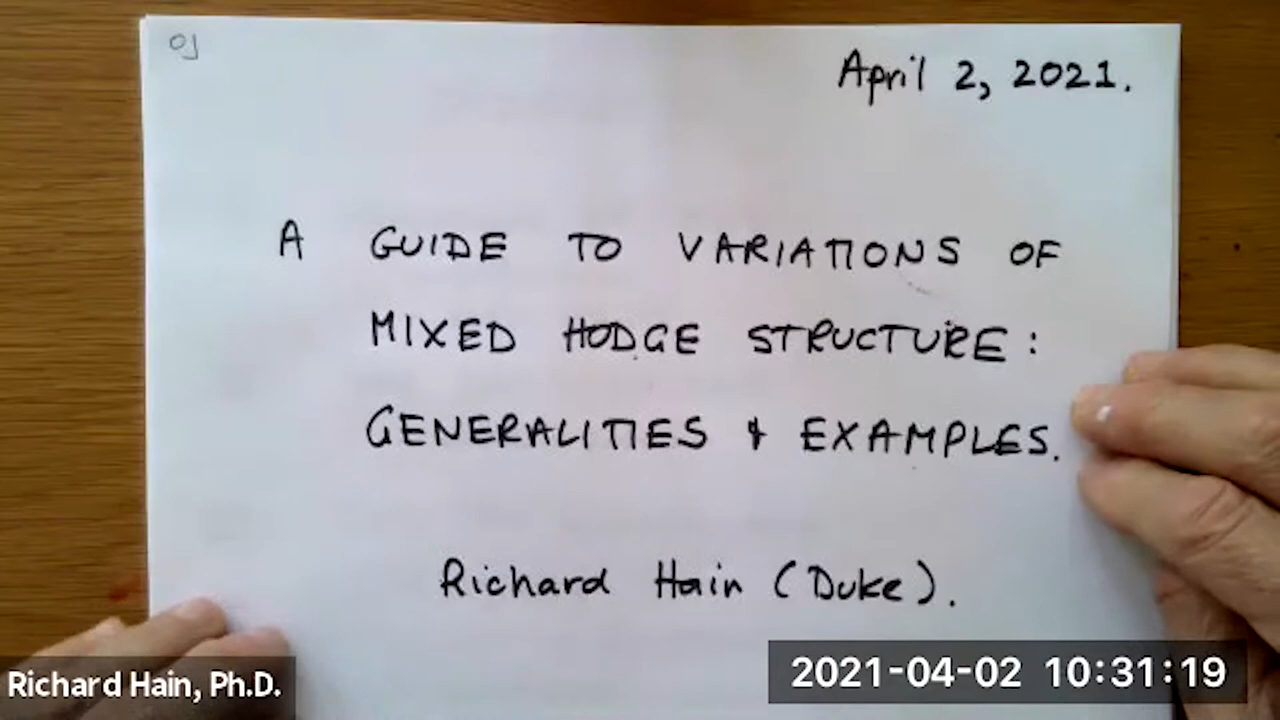 01
April 2, 2021.
A GUIDE TO VARIATIONS OF
MIXED HODGE STRUCTURE:
GENERALITIES & EXAMPLES.
Richard Hain (Duke).
Richard Hain, Ph.D.
2021-04-02 10:31:19